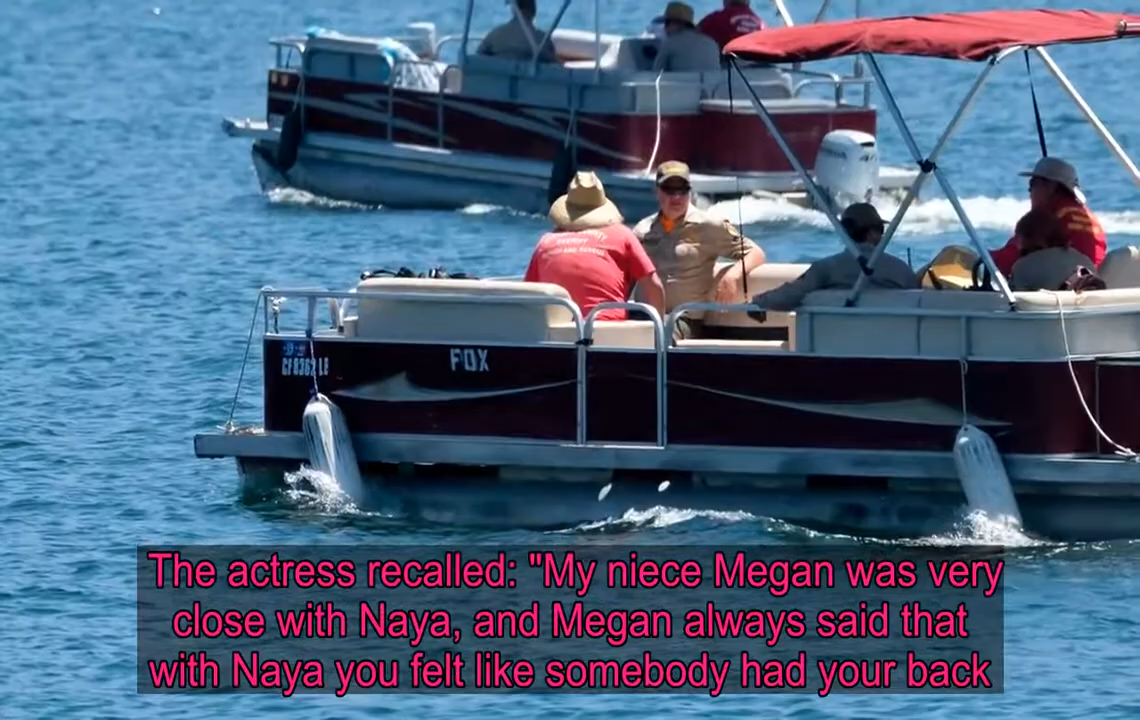 FOX
The actress recalled: "My niece Megan was very
close with Naya, and Megan always said that
with Naya you felt like somebody had your back